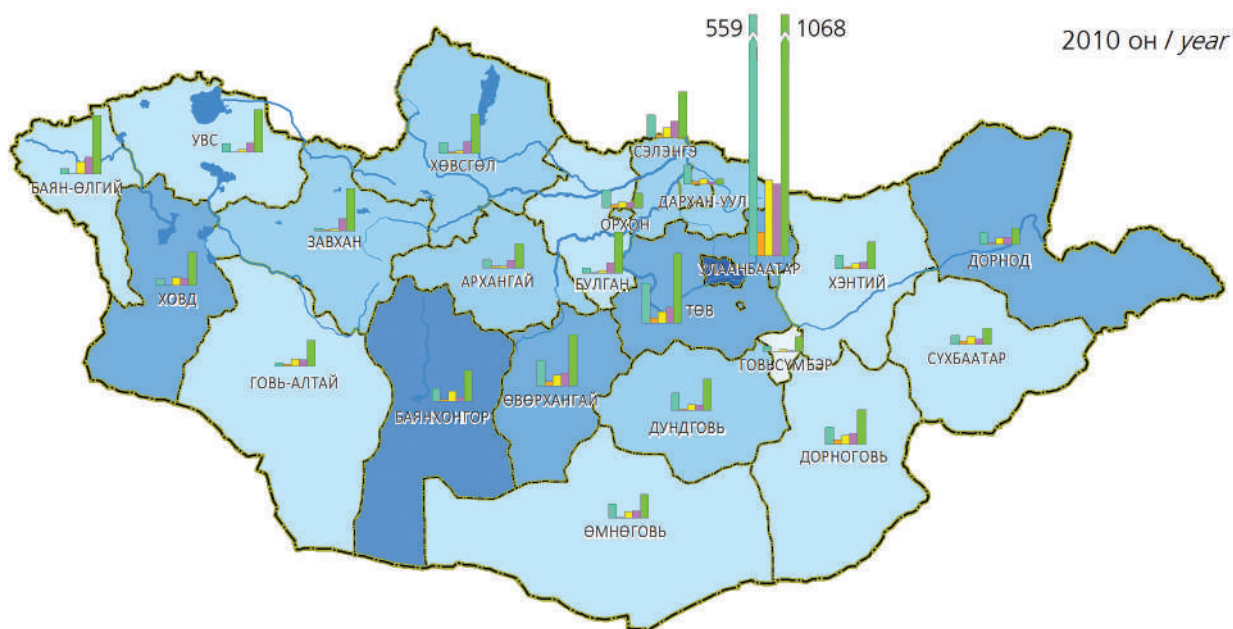 559
1068
2010 он / year
УВС
БАЯН-ӨЛГИЙ
ХӨВСГӨЛ
СЭЛЭНГЭ
ДАРХАН-УУЛ
ОРХОН
ЗАВХАН
АРХАНГАЙ
БУЛГАН
УЛААНБААТАР
ХЭНТИЙ
ДОРНОД
ХОВД
ТӨВ
ГОВЬСҮМБЭР
СҮХБААТАР
ГОВЬ-АЛТАЙ
БАЯНХОНГОР
ӨВӨРХАНГАЙ
ДУНДГОВЬ
ДОРНОГОВЬ
ӨМНӨГОВЬ